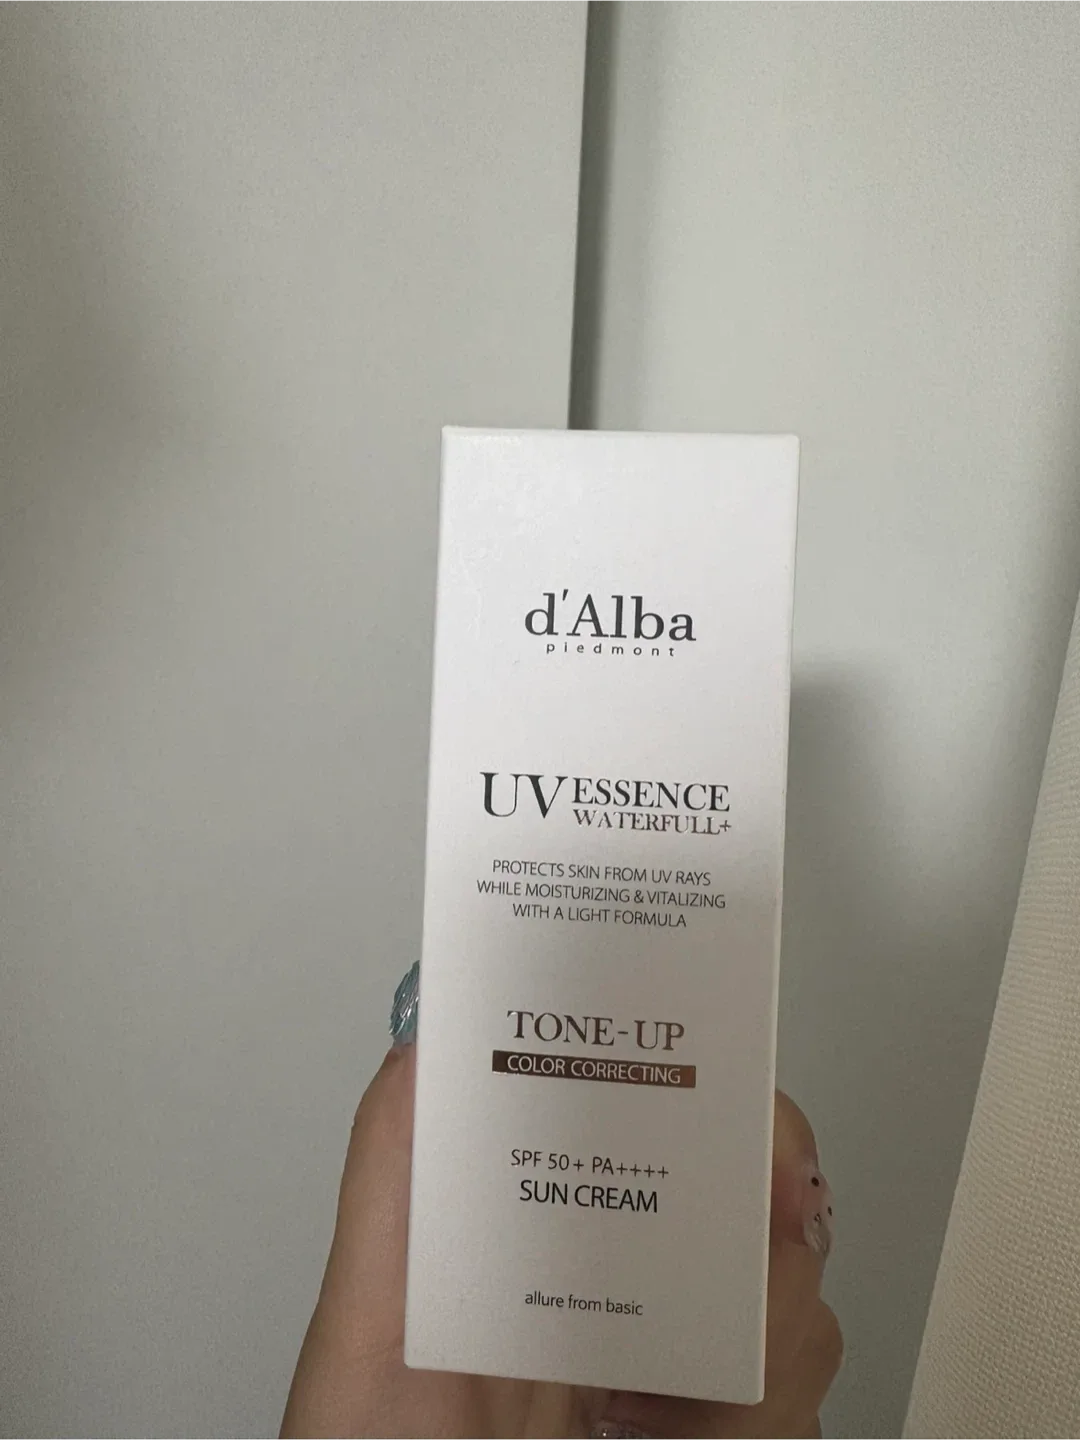 d'Alba
piedmont
UV ESSENCE
WATERFULL+
PROTECTS SKIN FROM UV RAYS
WHILE MOISTURIZING & VITALIZING
WITH A LIGHT FORMULA
TONE-UP
COLOR CORRECTING
SPF 50+ PA++++
SUN CREAM
allure from basic